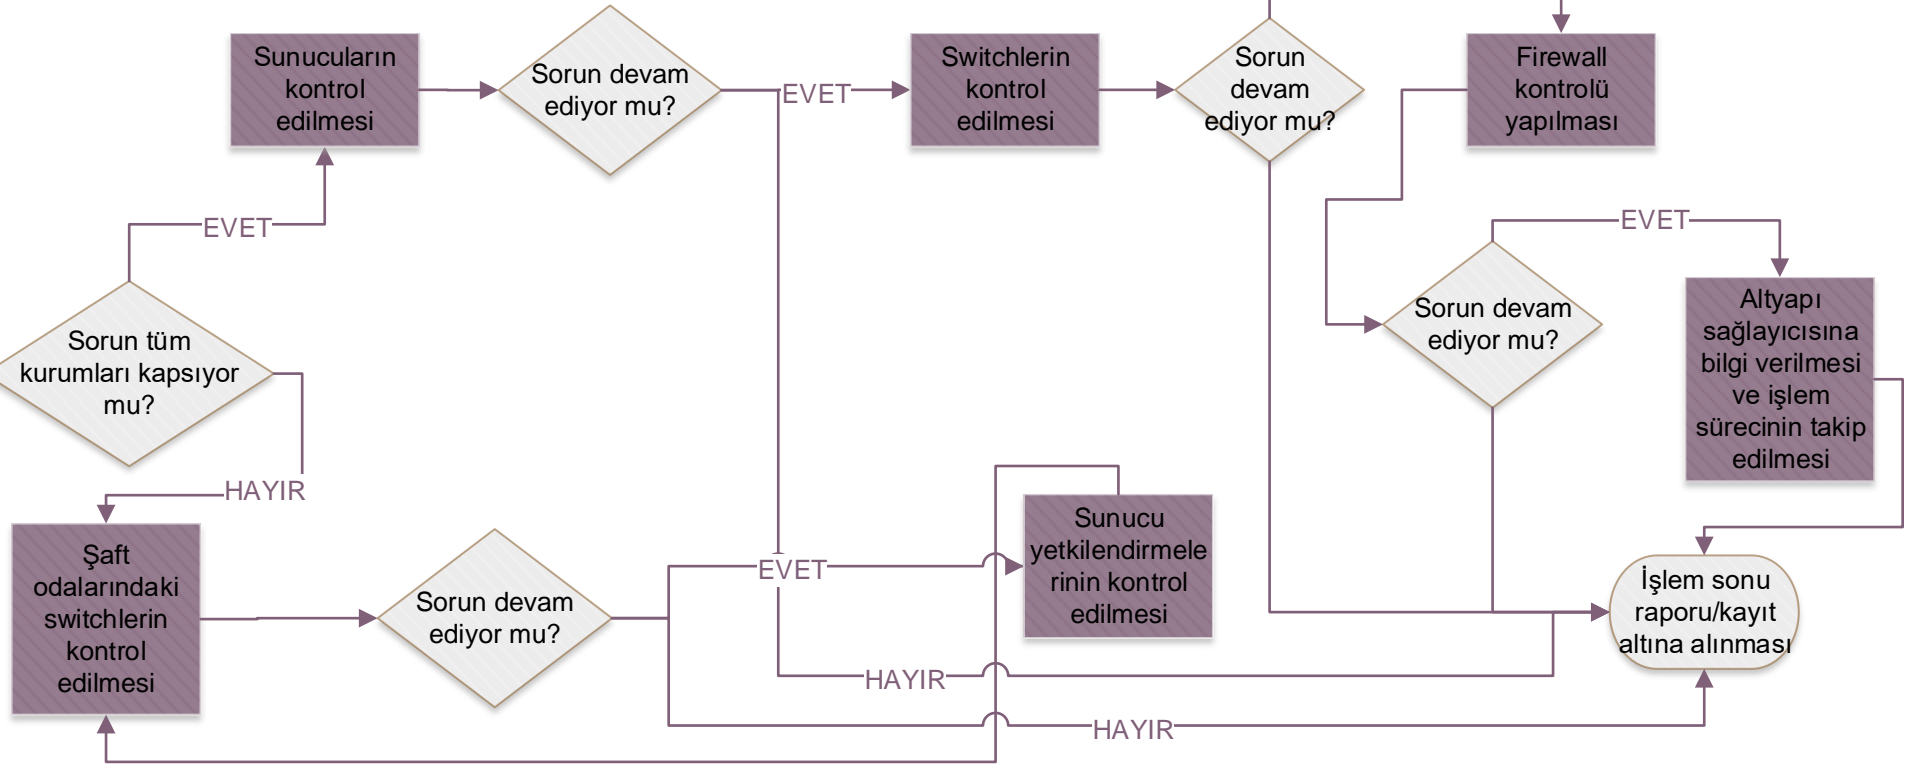 Sunucuların
kontrol
edilmesi
Sorun devam
ediyor mu?
EVET
Switchlerin
kontrol
edilmesi
Sorun
devam
ediyor mu?
Firewall
kontrolü
yapılması
EVET
Sorun tüm
kurumları kapsıyor
mu?
HAYIR
EVET
Sorun devam
ediyor mu?
Altyapı
sağlayıcısına
bilgi verilmesi
ve işlem
sürecinin takip
edilmesi
Şaft
odalarındaki
switchlerin
kontrol
edilmesi
Sorun devam
ediyor mu?
EVET
Sunucu
yetkilendirmele
rinin kontrol
edilmesi
HAYIR
HAYIR
İşlem sonu
raporu/kayıt
altına alınması